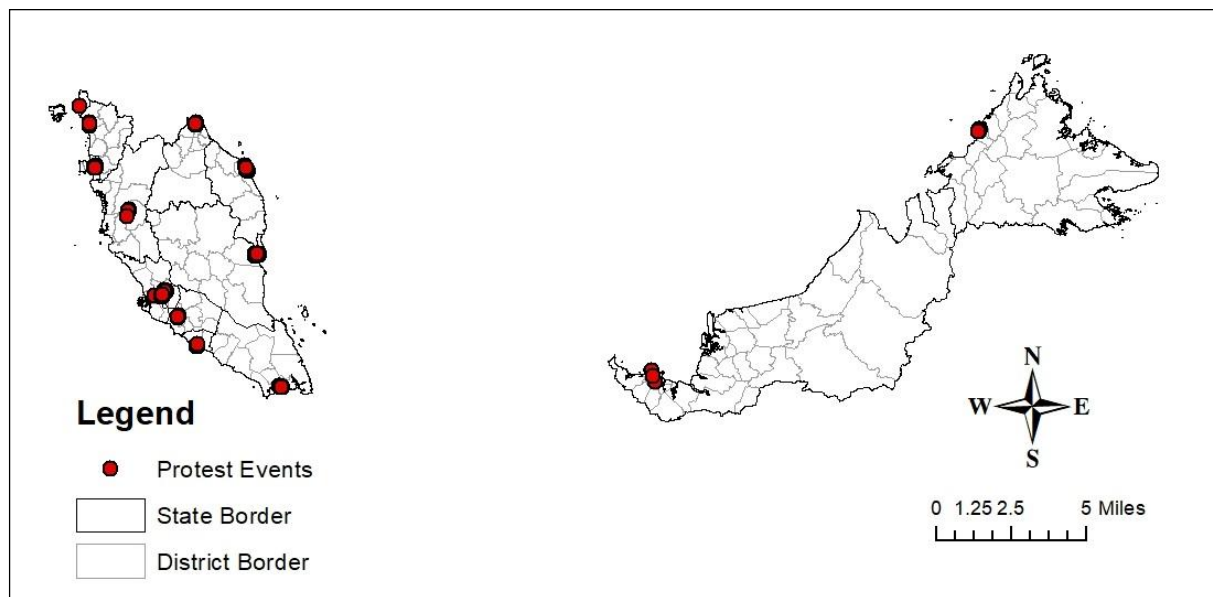 Legend
Protest Events
State Border
District Border
N
W E
S
0 1.25 2.5 5 Miles